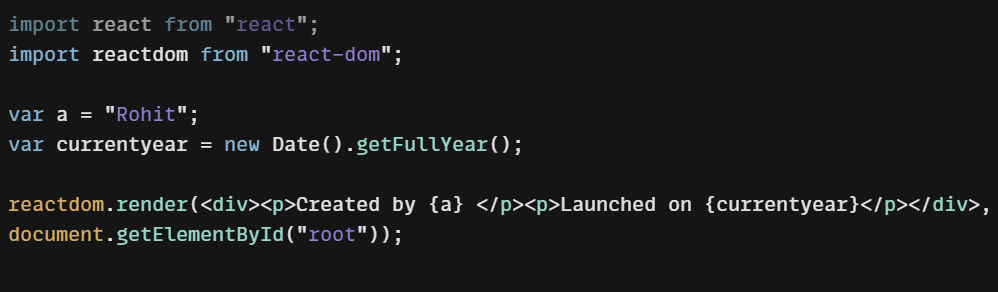 import react from "react";
import reactdom from "react-dom";
var a = "Rohit";
var currentyear = new Date().getFullYear();
reactdom.render(<div><p>Created by {a} </p><p>Launched on {currentyear}</p></div>,
document.getElementById("root"));